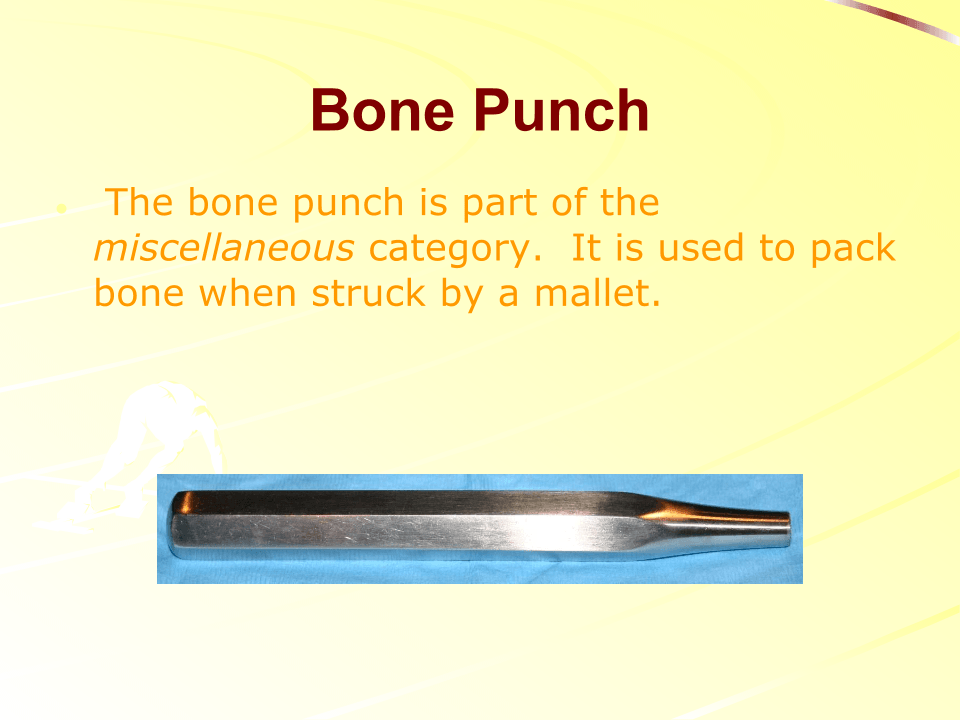 Bone Punch
• The bone punch is part of the
miscellaneous category.  It is used to pack
bone when struck by a mallet.